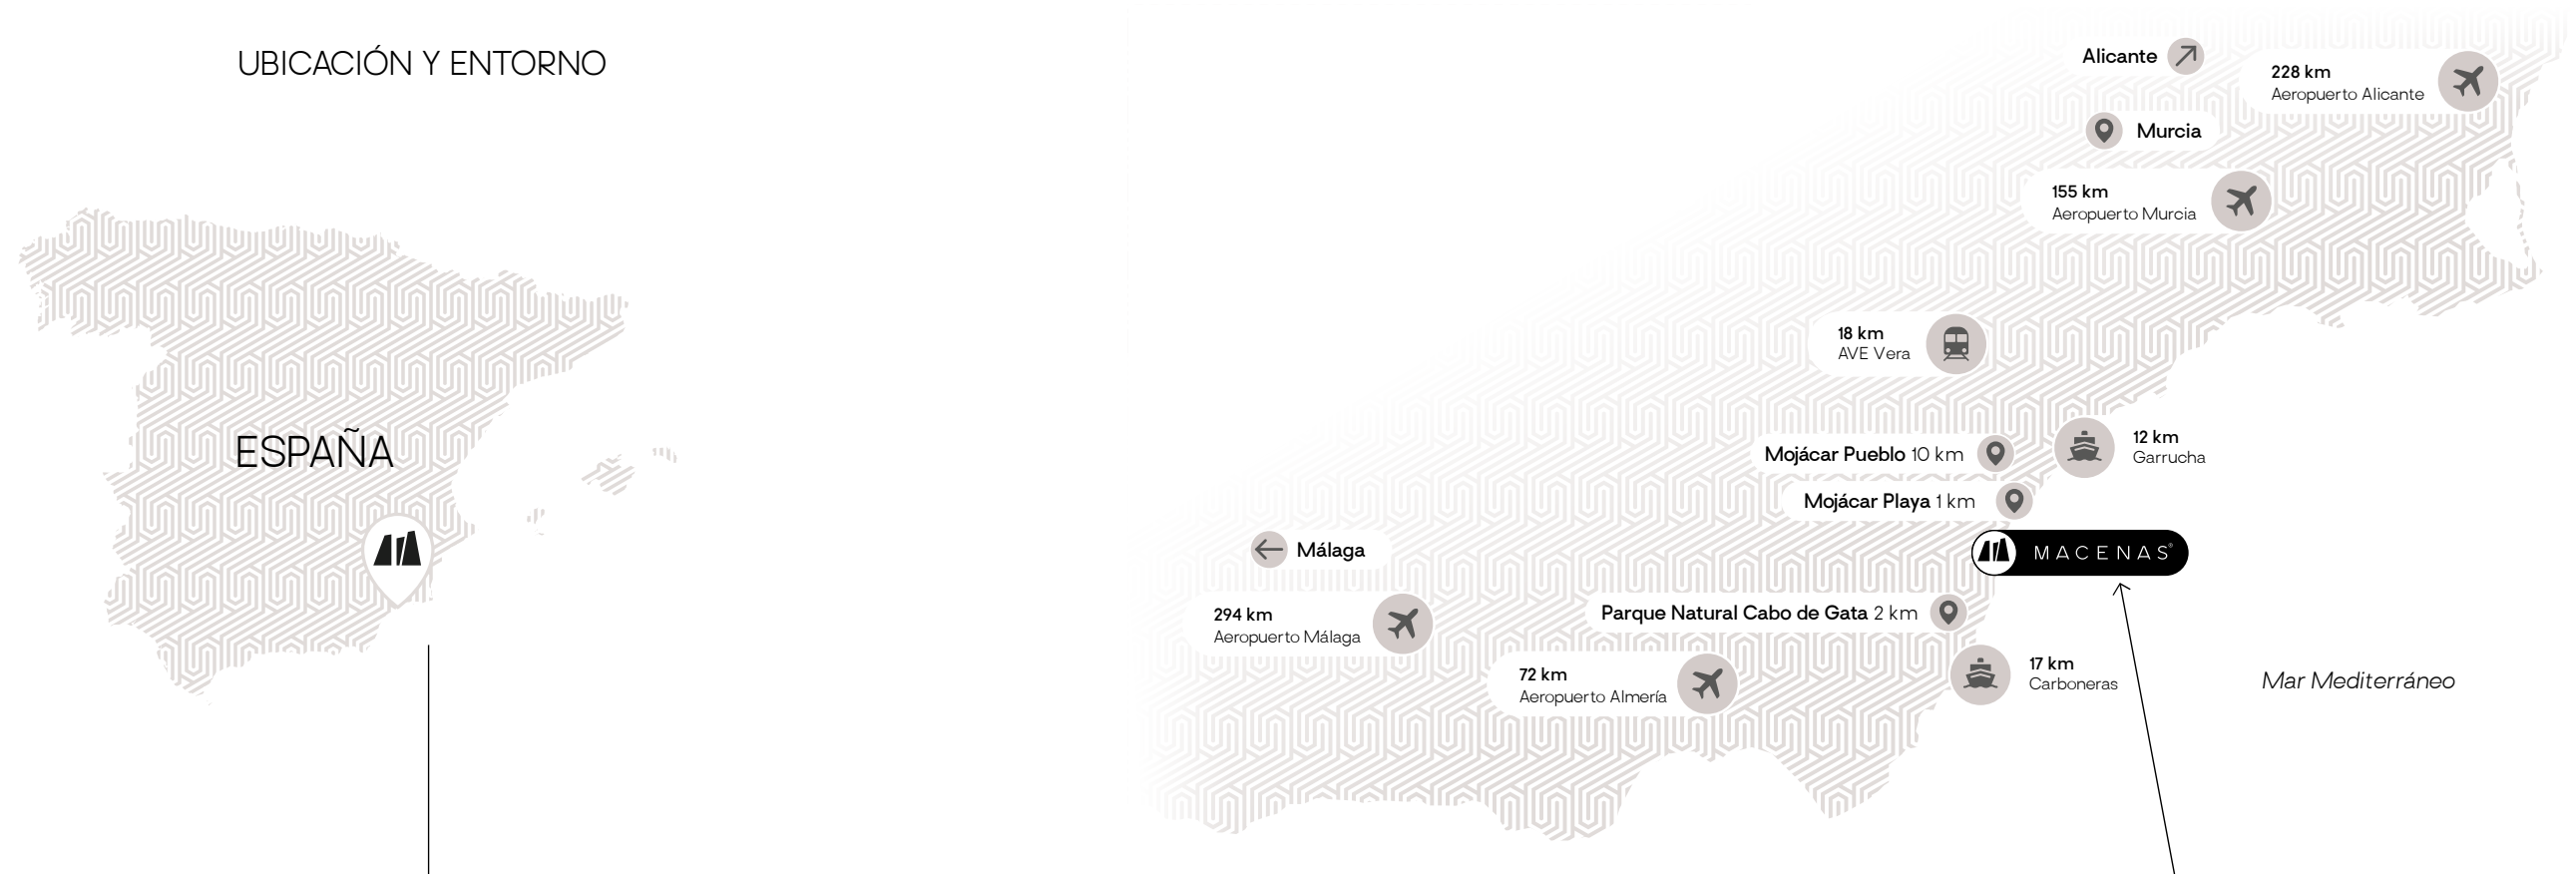 UBICACIÓN Y ENTORNO
ESPAÑA
Alicante
228 km
Aeropuerto Alicante
Murcia
155 km
Aeropuerto Murcia
18 km
AVE Vera
Mojácar Pueblo 10 km
12 km
Garrucha
Mojácar Playa 1 km
MACENAS®
Málaga
294 km
Aeropuerto Málaga
Parque Natural Cabo de Gata 2 km
72 km
Aeropuerto Almería
17 km
Carboneras
Mar Mediterráneo